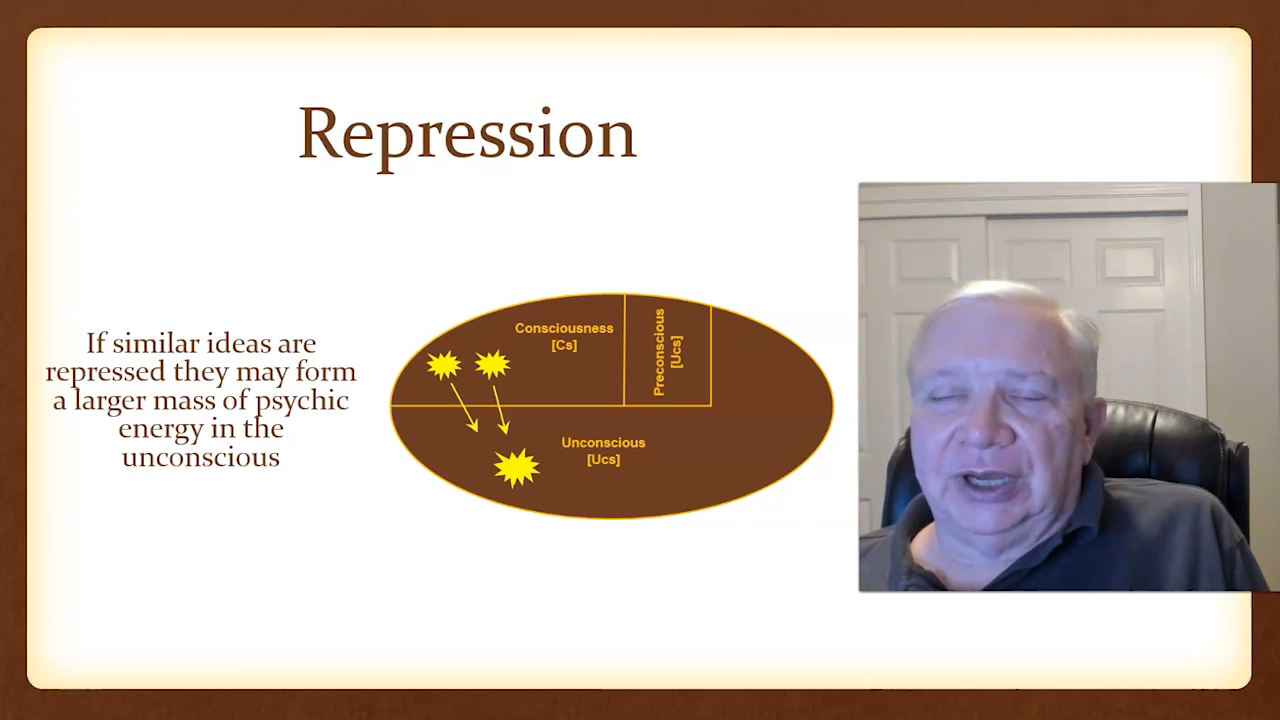 Repression
If similar ideas are
repressed they may form
a larger mass of psychic
energy in the
unconscious
Consciousness
[Cs]
Preconscious
[Ucs]
Unconscious
[Ucs]